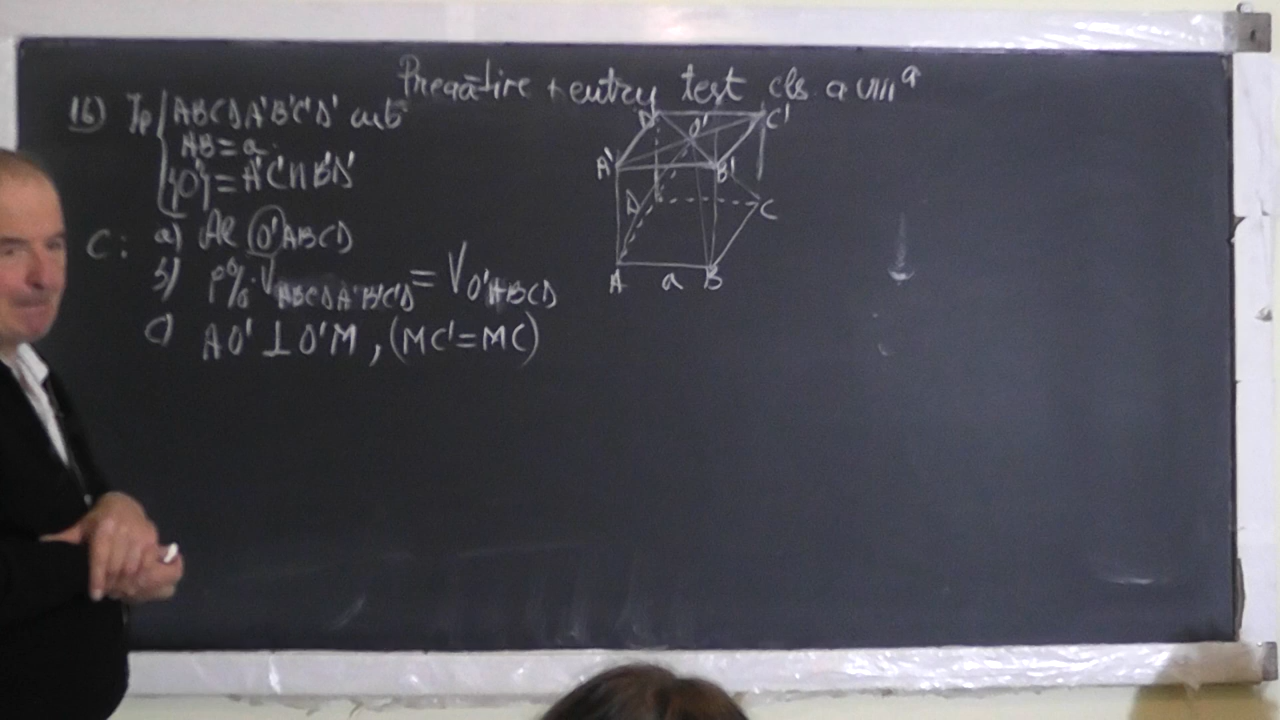 Pregătire + entry test cls. a VIII ª
16) Ip { ABCDA'B'C'D' cub
AB = a
{O'} = A'C' ∩ B'D'
C: a) Al O'ABCD
b) p% · V ABCDA'B'C'D' = V O'ABCD
c) AO' ⊥ O'M, (MC' = MC)
D' C'
O'
A' B'
D C
A a B